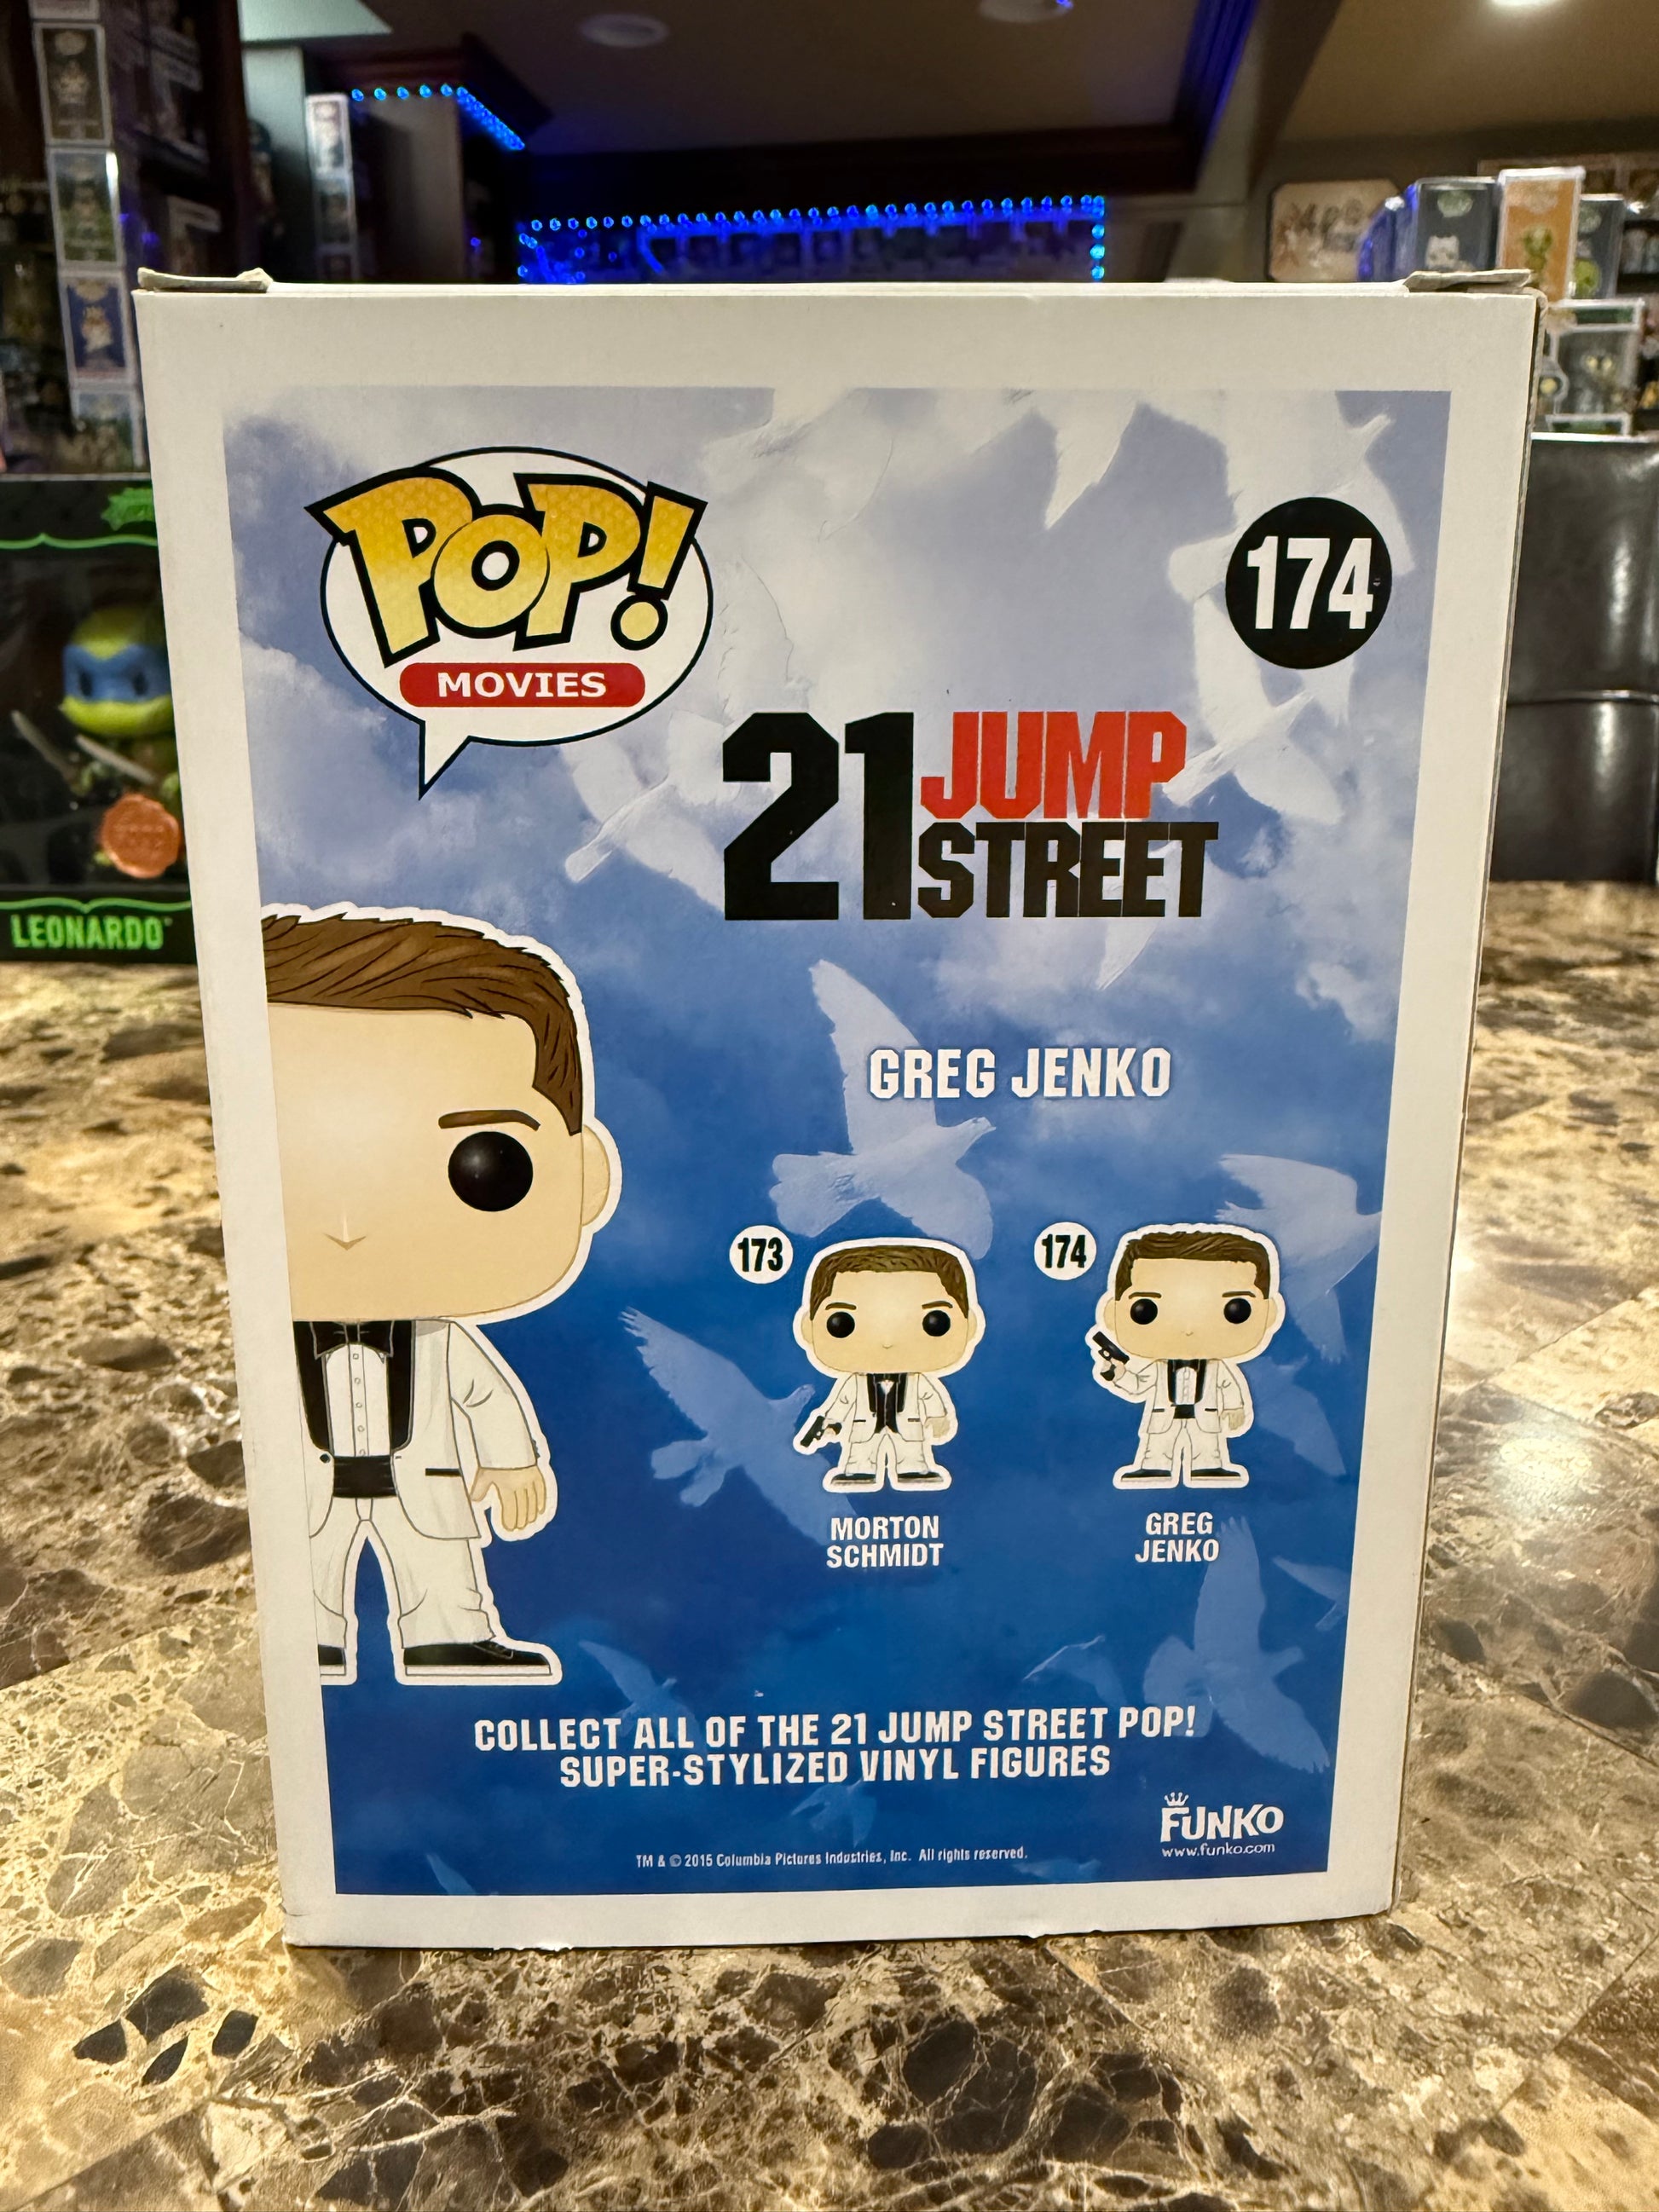 POP!
MOVIES
174
21 JUMP
STREET
LEONARDO
GREG JENKO
173
174
MORTON
SCHMIDT
GREG
JENKO
COLLECT ALL OF THE 21 JUMP STREET POP!
SUPER-STYLIZED VINYL FIGURES
FUNKO
www.funko.com
TM & © 2015 Columbia Pictures Industries, Inc. All rights reserved.